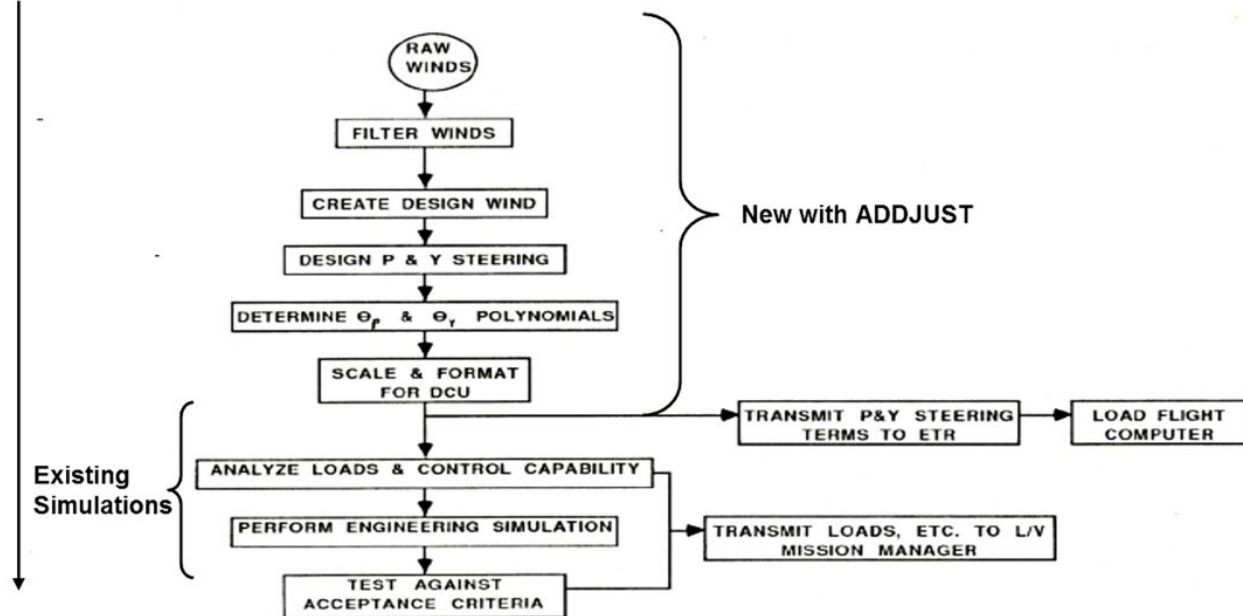 RAW
WINDS
FILTER WINDS
CREATE DESIGN WIND
New with ADDJUST
DESIGN P & Y STEERING
DETERMINE Θρ & Θγ POLYNOMIALS
SCALE & FORMAT
FOR DCU
TRANSMIT P&Y STEERING
TERMS TO ETR
LOAD FLIGHT
COMPUTER
Existing
Simulations
ANALYZE LOADS & CONTROL CAPABILITY
PERFORM ENGINEERING SIMULATION
TRANSMIT LOADS, ETC. TO L/V
MISSION MANAGER
TEST AGAINST
ACCEPTANCE CRITERIA